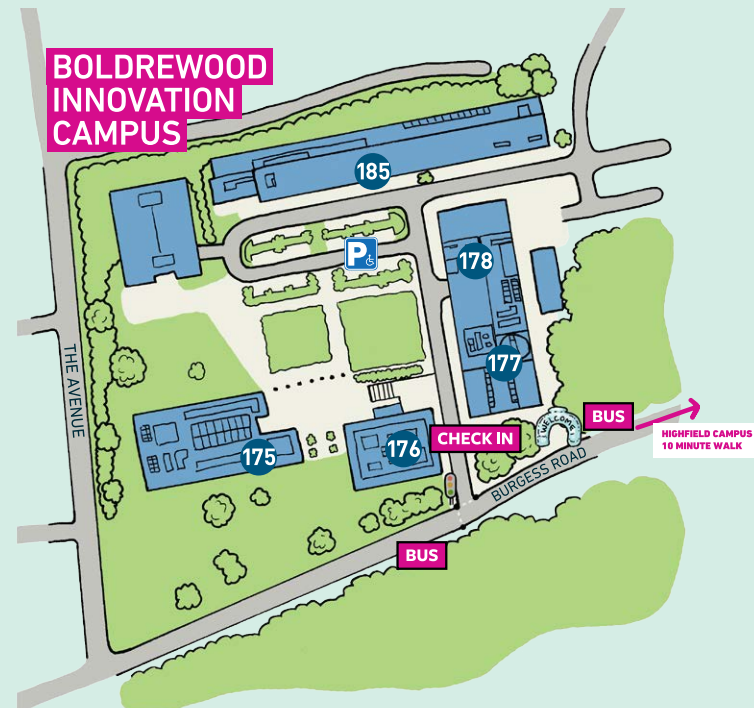 BOLDREWOOD
INNOVATION
CAMPUS
185
P
178
177
THE AVENUE
175
176
CHECK IN
WELCOME
BUS
HIGHFIELD CAMPUS
10 MINUTE WALK
BURGESS ROAD
BUS